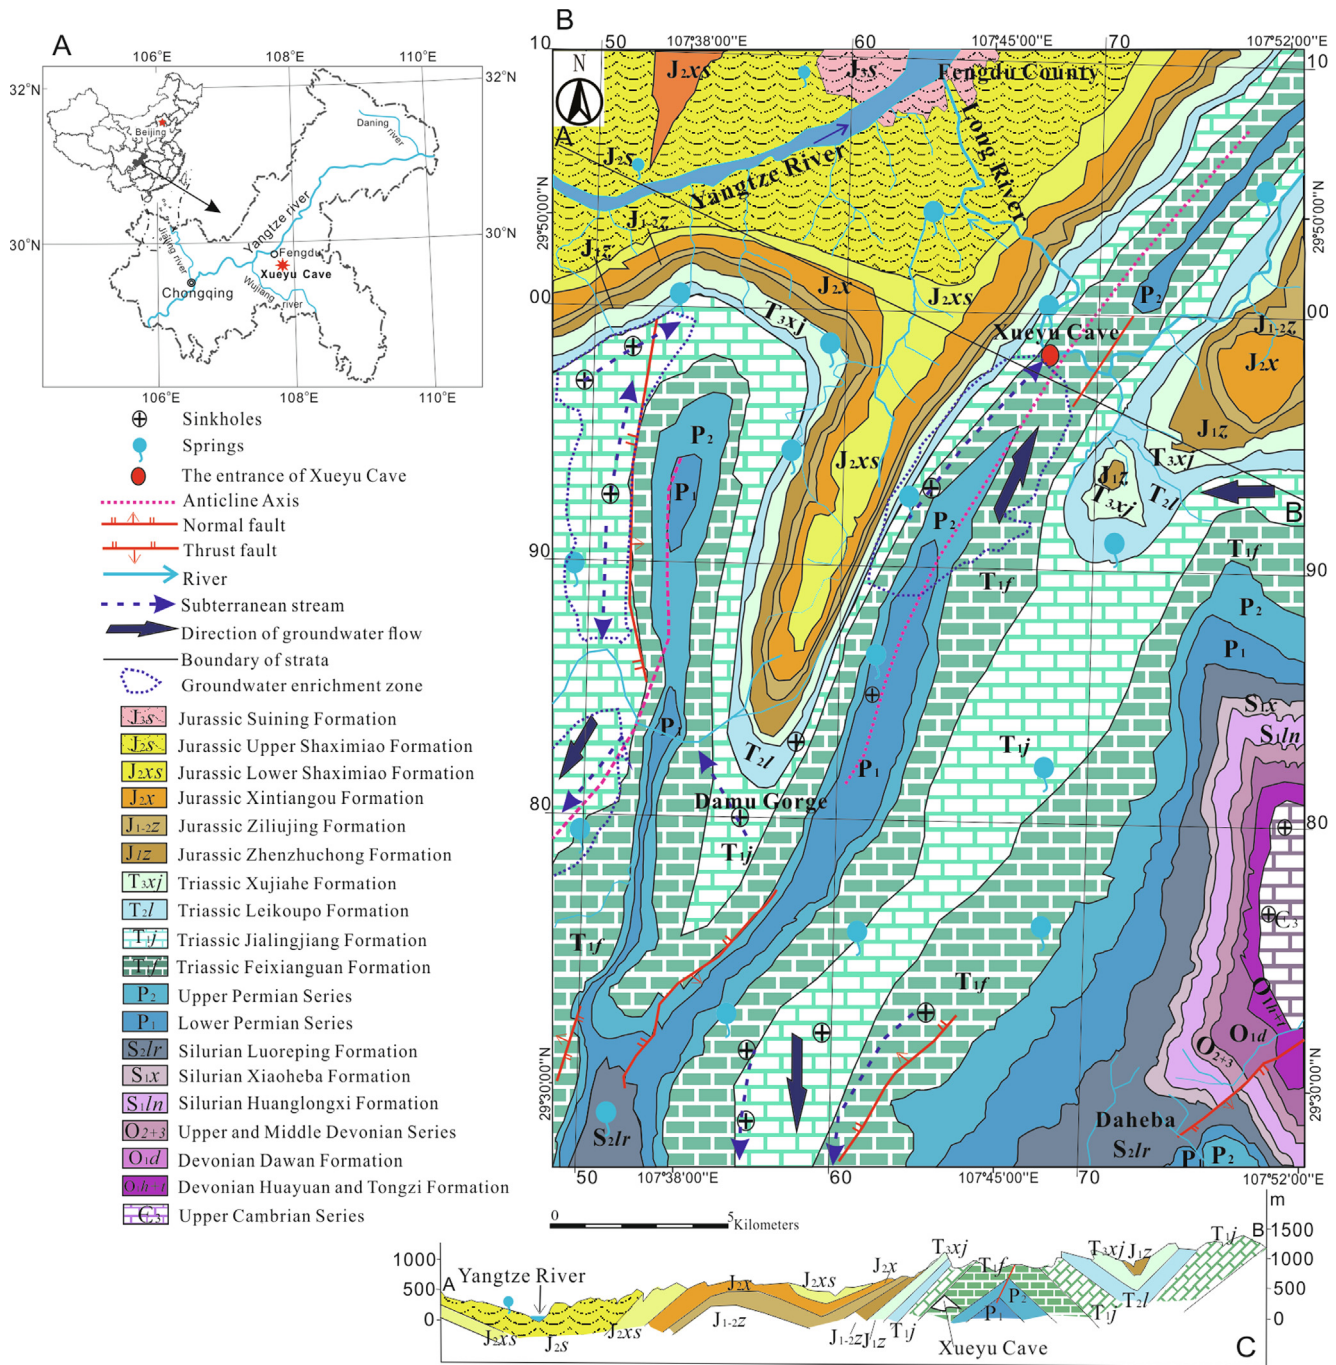 A
106°E
108°E
110°E
32°N
32°N
Beijing
Daning
river
30°N
30°N
Jialing river
Yangtze river
Fengdu
Xueyu Cave
Chongqing
Wujiang river
106°E
108°E
110°E
Sinkholes
Springs
The entrance of Xueyu Cave
Anticline Axis
Normal fault
Thrust fault
River
Subterranean stream
Direction of groundwater flow
Boundary of strata
Groundwater enrichment zone
J3s Jurassic Suining Formation
J2s Jurassic Upper Shaximiao Formation
J2xs Jurassic Lower Shaximiao Formation
J2x Jurassic Xintiangou Formation
J1-2z Jurassic Ziliujing Formation
J1z Jurassic Zhenzhuchong Formation
T3xj Triassic Xujiahe Formation
T2l Triassic Leikoupo Formation
T1j Triassic Jialingjiang Formation
T1f Triassic Feixianguan Formation
P2 Upper Permian Series
P1 Lower Permian Series
S2lr Silurian Luoreping Formation
S1x Silurian Xiaoheba Formation
S1ln Silurian Huanglongxi Formation
O2+3 Upper and Middle Devonian Series
O1d Devonian Dawan Formation
O1h+t Devonian Huayuan and Tongzi Formation
Є3 Upper Cambrian Series
B
10
50
107°38'00''E
60
107°45'00''E
70
107°52'00''E
10
N
J2xs
J3s
Fengdu County
A
J2s
Yangtze River
Long River
29°50'00''N
29°50'00''N
J1-2z
J1z
J2x
J2xs
P2
00
00
T3xj
Xueyu Cave
J1-2z
J2x
P2
J1z
J2xs
T3xj
P1
J1z
T3xj
T2l
B
P2
T1f
90
T1f
90
P2
P1
S1x
S1ln
P1
T1j
T2l
P1
Damu Gorge
80
80
T1j
Є3
T1f
T1f
O1h+t
O1d
O2+3
29°30'00''N
29°30'00''N
Daheba
S2lr
S2lr
P1
P2
50
107°38'00''E
60
107°45'00''E
70
107°52'00''E
0
5
Kilometers
m
1500
1000
500
0
1000
500
0
A
Yangtze River
J2xs
J2s
J2xs
J2x
J1-2z
J2xs
J2x
J1-2z
J1z
T3xj
T1j
T1f
P2
P1
Xueyu Cave
T1j
T3xj
J1z
T2l
T1j
B
C